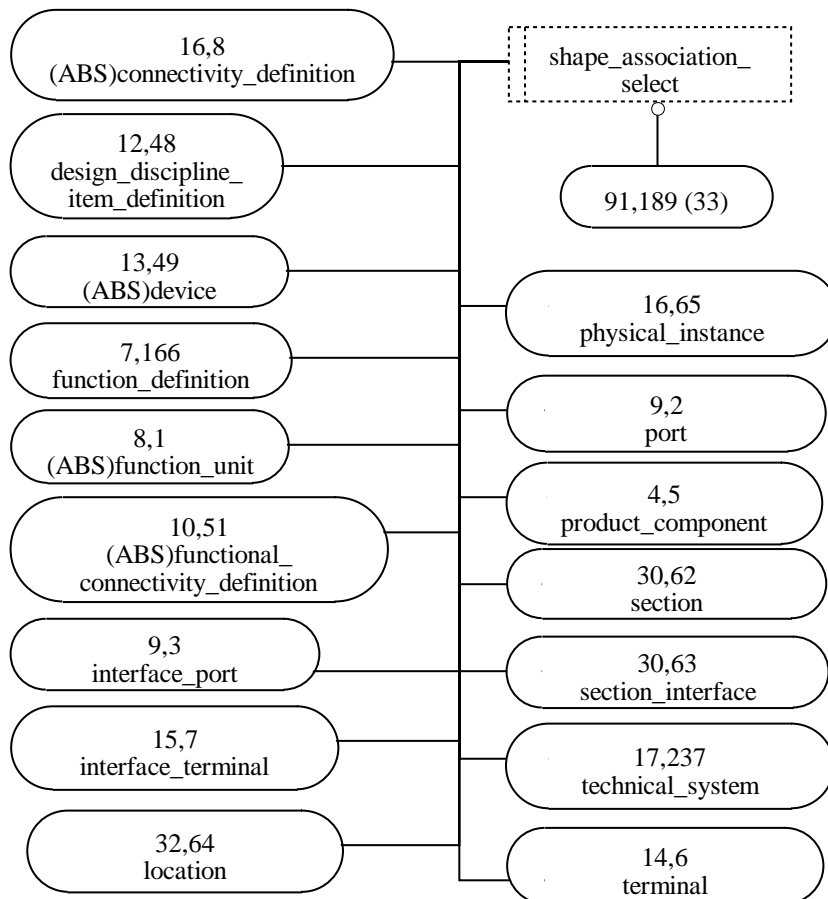 16,8
(ABS)connectivity_definition
12,48
design_discipline_
item_definition
13,49
(ABS)device
7,166
function_definition
8,1
(ABS)function_unit
10,51
(ABS)functional_
connectivity_definition
9,3
interface_port
15,7
interface_terminal
32,64
location
shape_association_
select
91,189 (33)
16,65
physical_instance
9,2
port
4,5
product_component
30,62
section
30,63
section_interface
17,237
technical_system
14,6
terminal